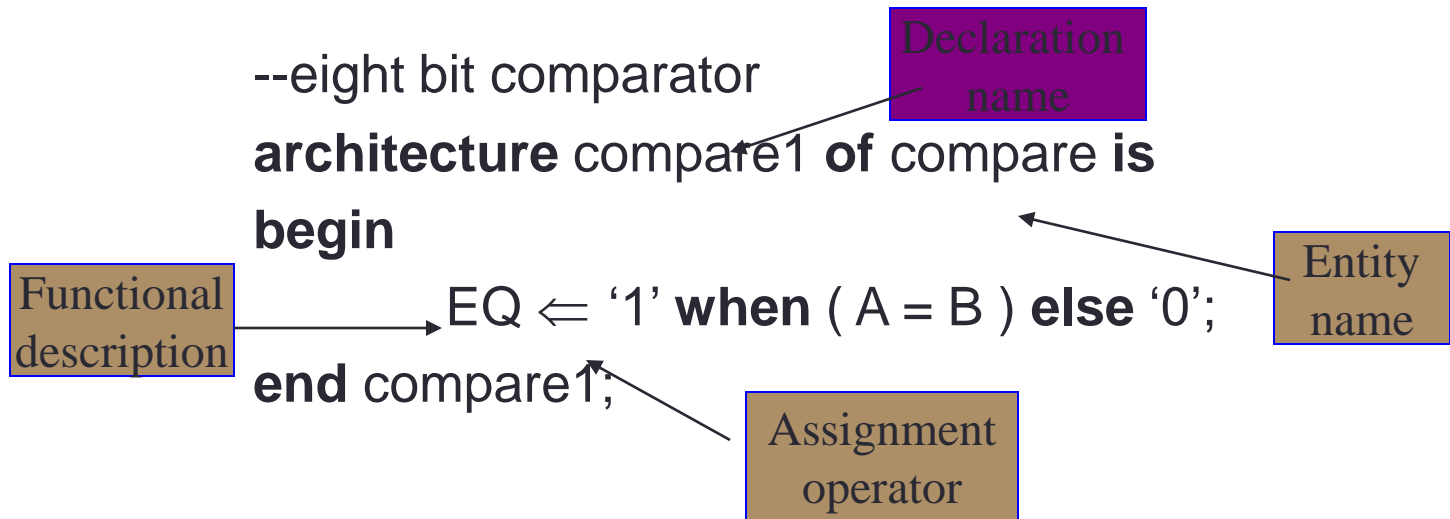 Declaration
name
--eight bit comparator
architecture compare1 of compare is
begin
Entity
name
Functional
description
EQ ⇐ ‘1’ when ( A = B ) else ‘0’;
end compare1;
Assignment
operator